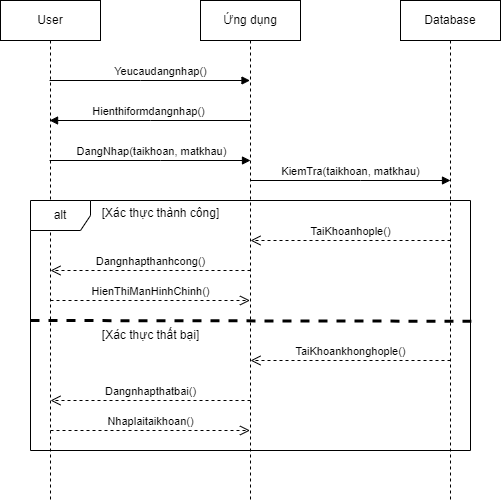 User
Ứng dụng
Database
Yeucaudangnhap()
Hienthiformdangnhap()
DangNhap(taikhoan, matkhau)
KiemTra(taikhoan, matkhau)
alt
[Xác thực thành công]
TaiKhoanhople()
Dangnhapthanhcong()
HienThiManHinhChinh()
[Xác thực thất bại]
TaiKhoankhonghople()
Dangnhapthatbai()
Nhaplaitaikhoan()